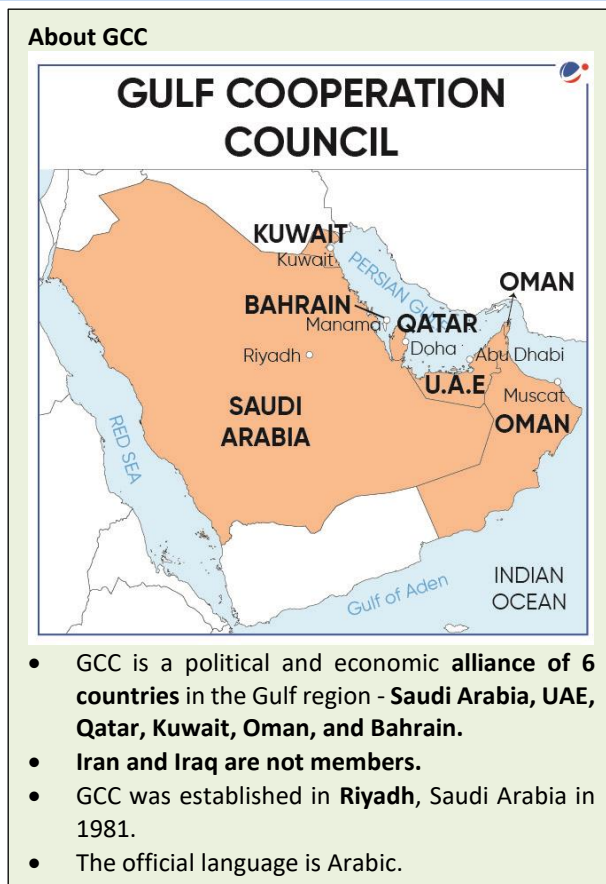 About GCC
GULF COOPERATION
COUNCIL
KUWAIT
Kuwait
PERSIAN GULF
OMAN
BAHRAIN
Manama
QATAR
Doha
Abu Dhabi
Riyadh
U.A.E
Muscat
SAUDI
ARABIA
OMAN
RED SEA
INDIAN
OCEAN
Gulf of Aden
• GCC is a political and economic alliance of 6
countries in the Gulf region - Saudi Arabia, UAE,
Qatar, Kuwait, Oman, and Bahrain.
• Iran and Iraq are not members.
• GCC was established in Riyadh, Saudi Arabia in
1981.
• The official language is Arabic.